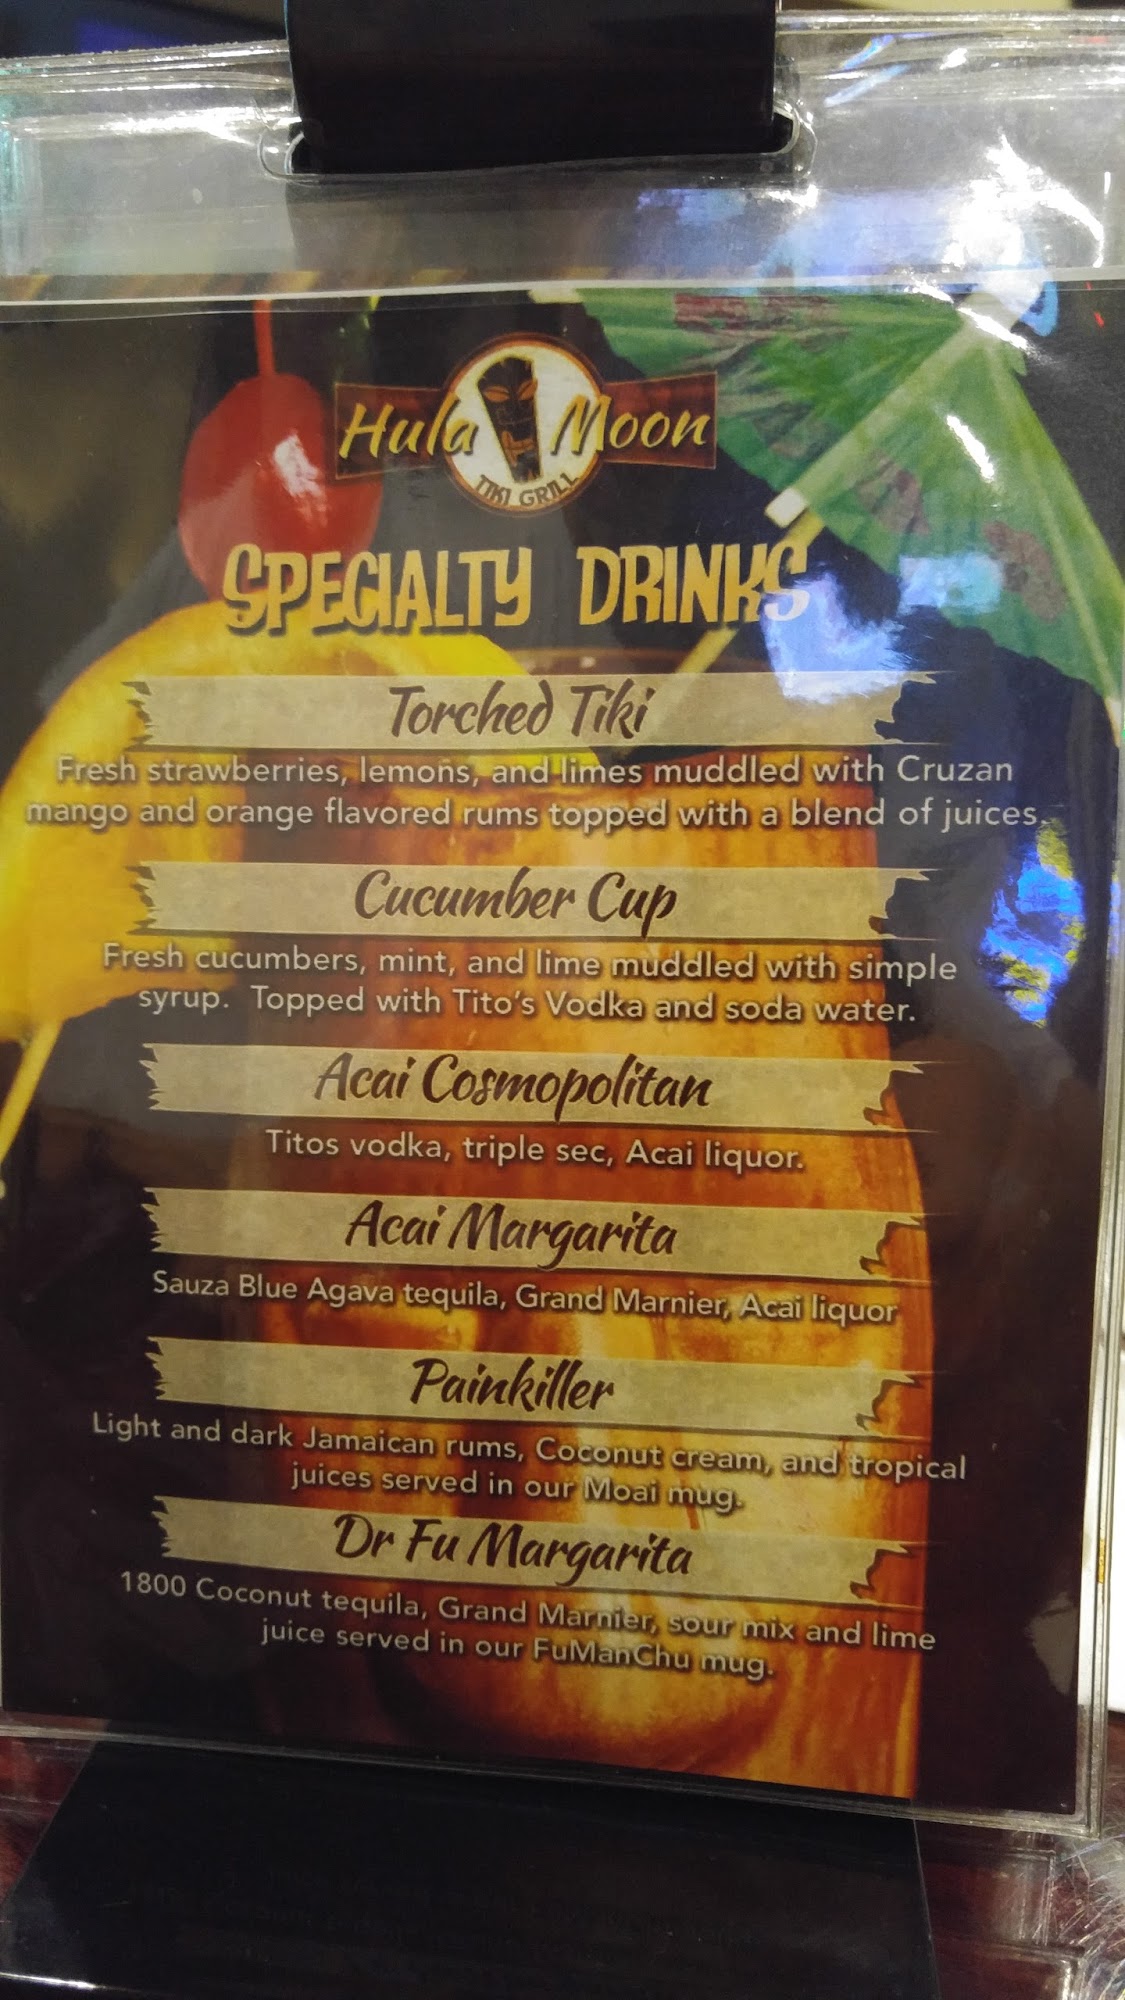 Hula Moon
TIKI GRILL
SPECIALTY DRINKS
Torched Tiki
Fresh strawberries, lemons, and limes muddled with Cruzan
mango and orange flavored rums topped with a blend of juices.
Cucumber Cup
Fresh cucumbers, mint, and lime muddled with simple
syrup. Topped with Tito's Vodka and soda water.
Acai Cosmopolitan
Titos vodka, triple sec, Acai liquor.
Acai Margarita
Sauza Blue Agava tequila, Grand Marnier, Acai liquor
Painkiller
Light and dark Jamaican rums, Coconut cream, and tropical
juices served in our Moai mug.
Dr Fu Margarita
1800 Coconut tequila, Grand Marnier, sour mix and lime
juice served in our FuManChu mug.